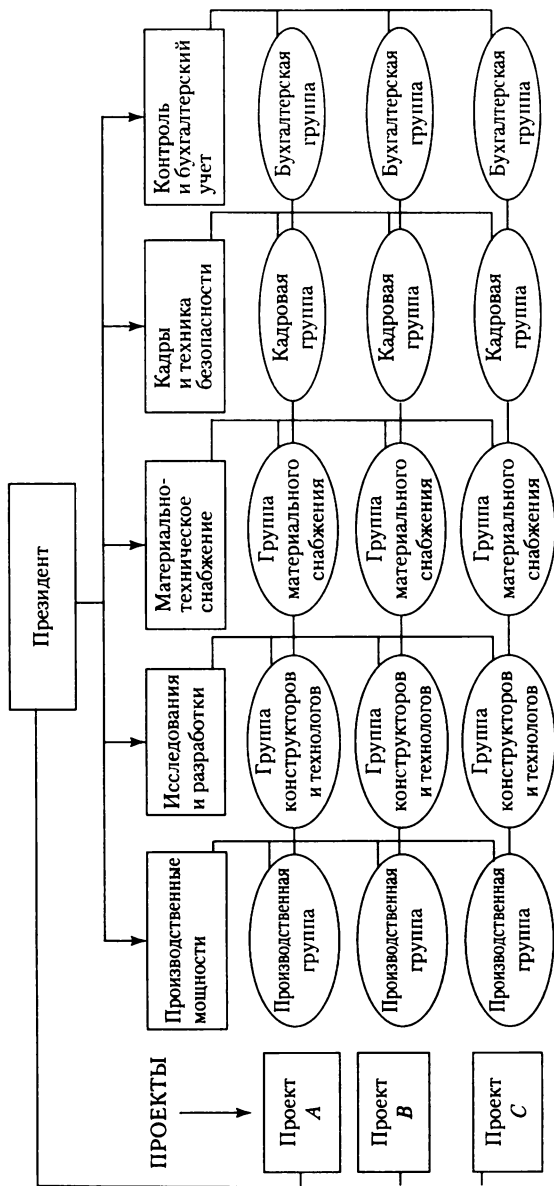 Президент
Производственные
мощности
Исследования
и разработки
Материально-
техническое
снабжение
Кадры
и техника
безопасности
Контроль
и бухгалтерский
учет
ПРОЕКТЫ
Проект
A
Производственная
группа
Группа
конструкторов
и технологов
Группа
материального
снабжения
Кадровая
группа
Бухгалтерская
группа
Проект
B
Производственная
группа
Группа
конструкторов
и технологов
Группа
материального
снабжения
Кадровая
группа
Бухгалтерская
группа
Проект
C
Производственная
группа
Группа
конструкторов
и технологов
Группа
материального
снабжения
Кадровая
группа
Бухгалтерская
группа